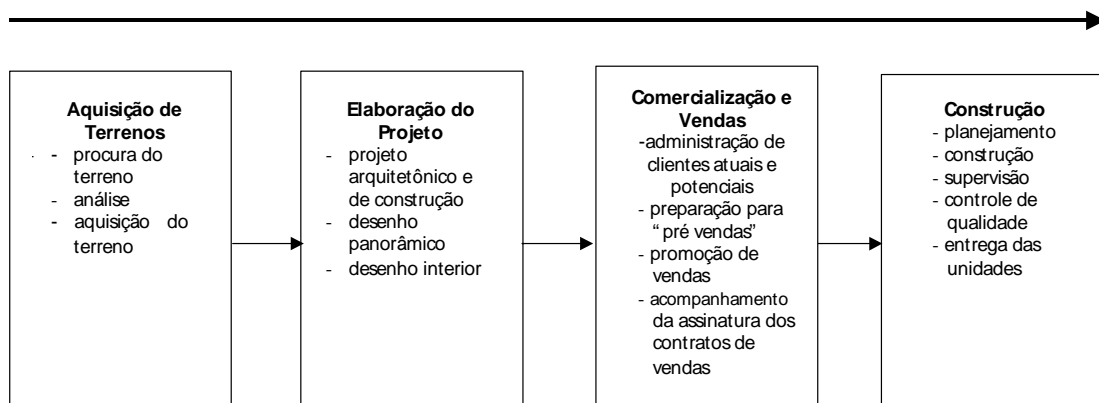 Aquisição de
Terrenos
- procura do
terreno
- análise
- aquisição do
terreno
Elaboração do
Projeto
- projeto
arquitetônico e
de construção
- desenho
panorâmico
- desenho interior
Comercialização e
Vendas
-administração de
clientes atuais e
potenciais
- preparação para
“pré vendas”
- promoção de
vendas
- acompanhamento
da assinatura dos
contratos de
vendas
Construção
- planejamento
- construção
- supervisão
- controle de
qualidade
- entrega das
unidades